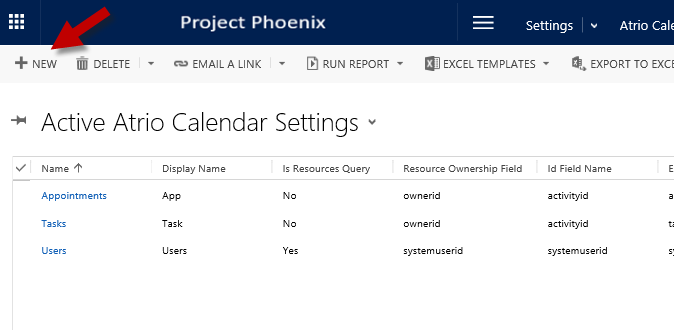 Project Phoenix Settings Atrio Cale
NEW DELETE EMAIL A LINK RUN REPORT EXCEL TEMPLATES EXPORT TO EXCE
Active Atrio Calendar Settings
Name Display Name Is Resources Query Resource Ownership Field Id Field Name E
Appointments App No ownerid activityid a
Tasks Task No ownerid activityid ta
Users Users Yes systemuserid systemuserid sy